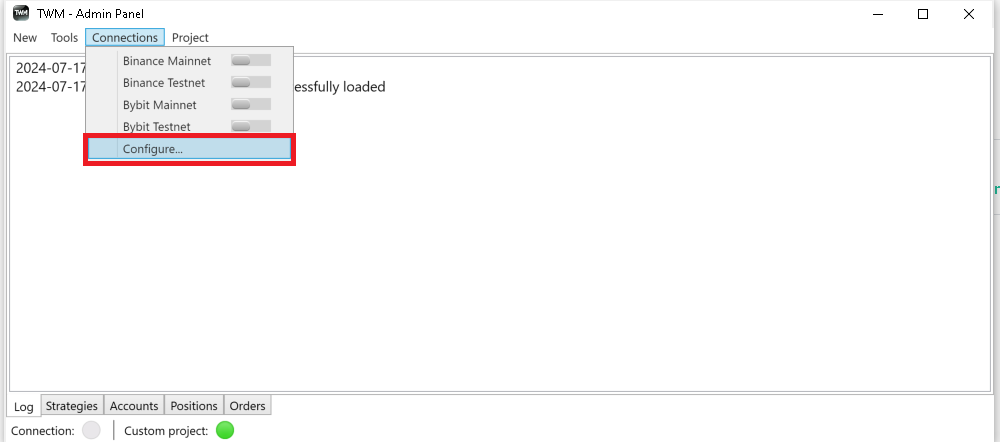 TWM TWM - Admin Panel
New Tools Connections Project
2024-07-17
2024-07-17 essfully loaded
Binance Mainnet
Binance Testnet
Bybit Mainnet
Bybit Testnet
Configure...
Log Strategies Accounts Positions Orders
Connection: Custom project: